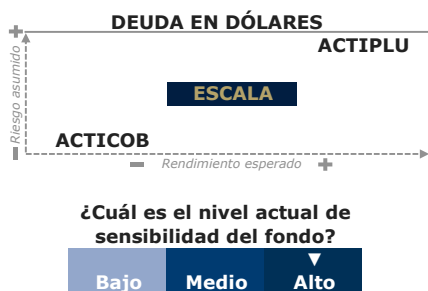 DEUDA EN DÓLARES
ACTIPLU
Riesgo asumido
ESCALA
ACTICOB
Rendimiento esperado
¿Cuál es el nivel actual de
sensibilidad del fondo?
Bajo Medio Alto